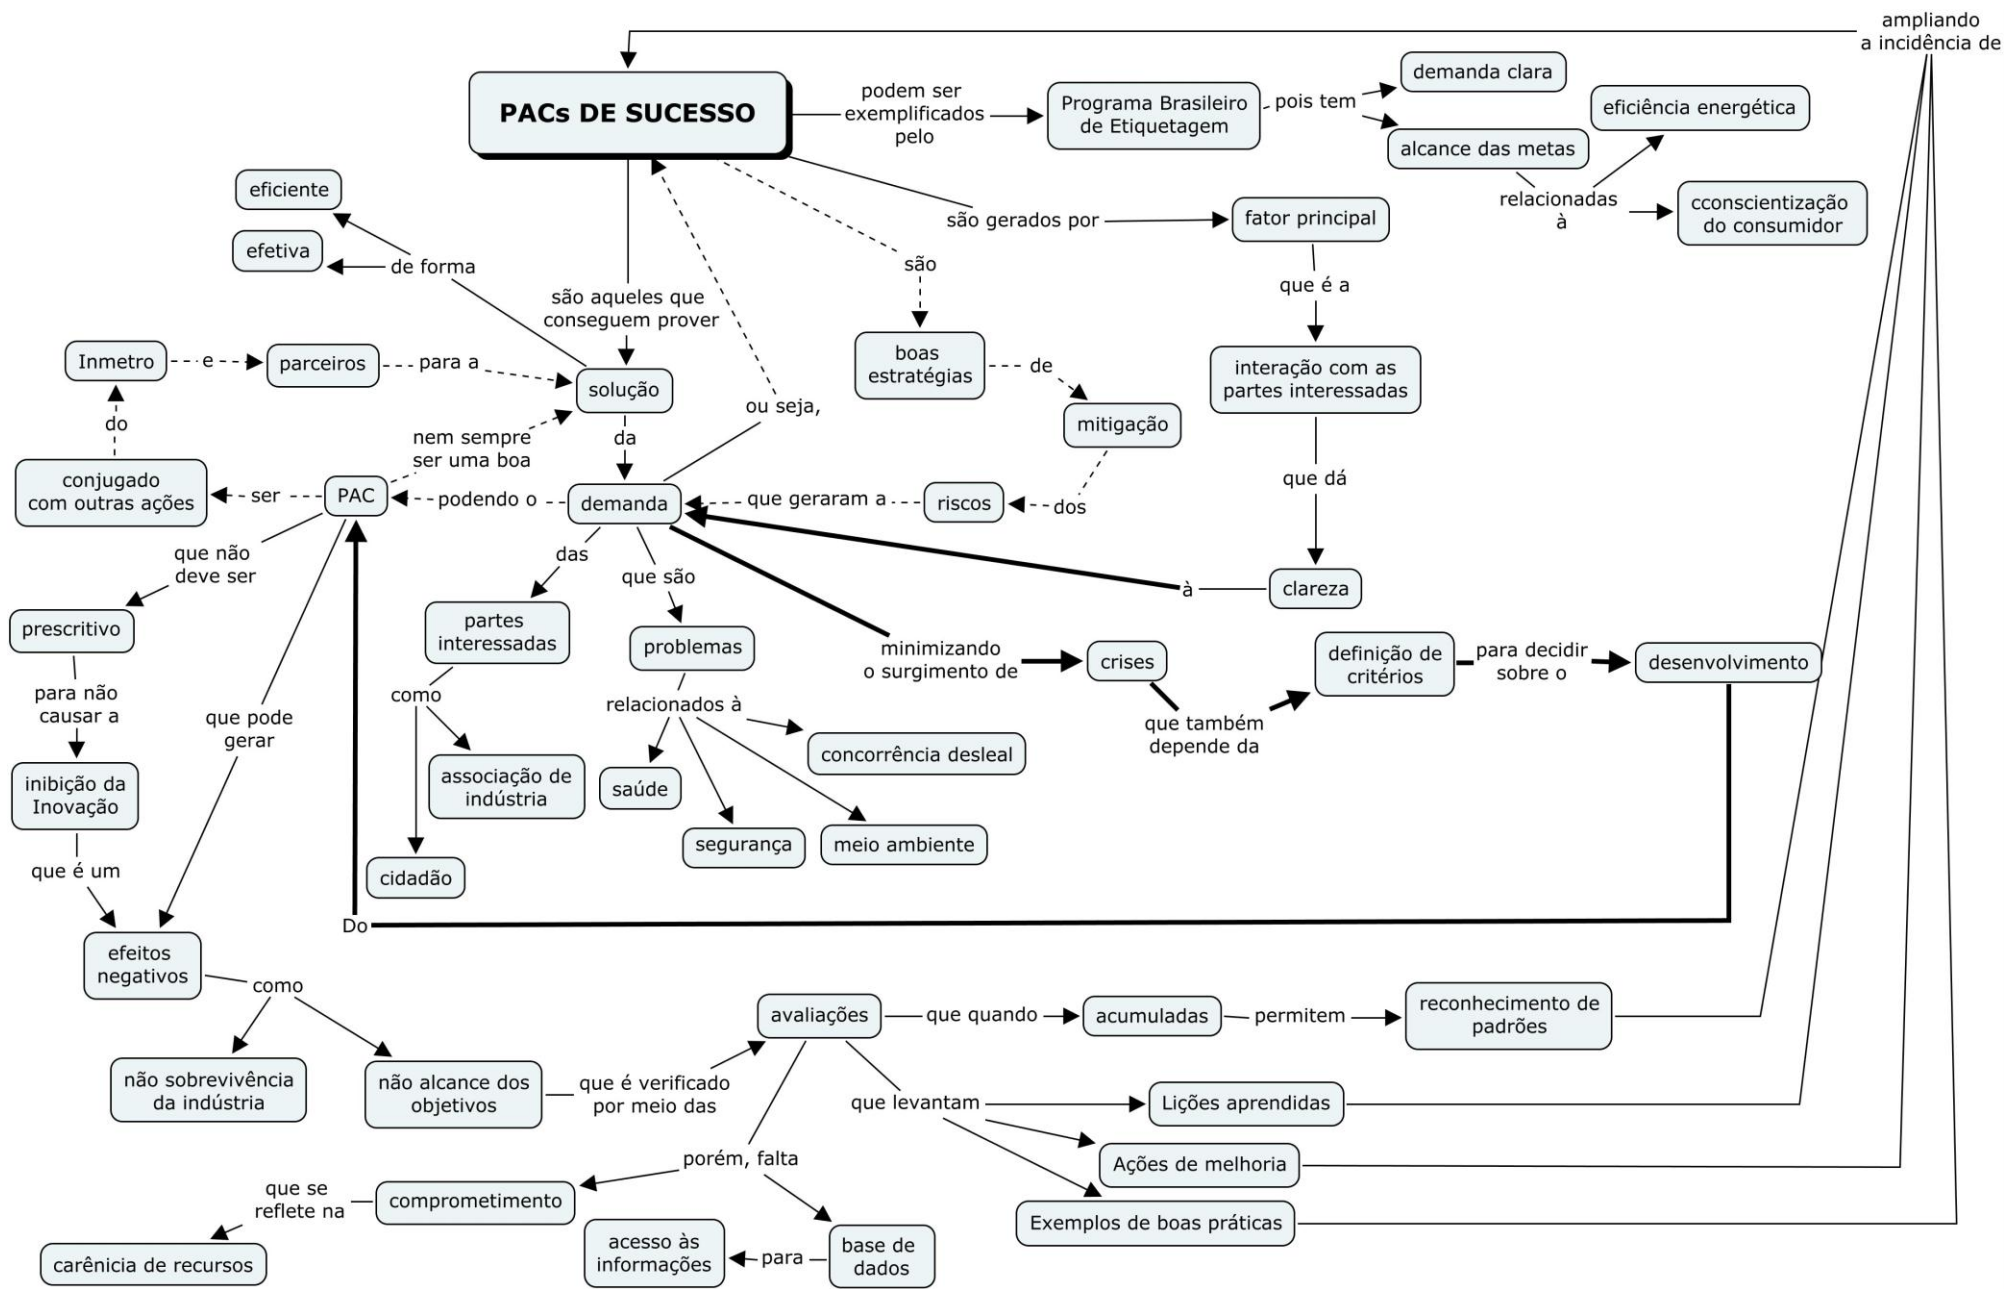 ampliando
a incidência de
PACs DE SUCESSO
podem ser
exemplificados
pelo
Programa Brasileiro
de Etiquetagem
pois tem
demanda clara
alcance das metas
eficiência energética
relacionadas
à
cconscientização
do consumidor
eficiente
efetiva
de forma
são aqueles que
conseguem prover
são
são gerados por
fator principal
que é a
interação com as
partes interessadas
que dá
clareza
à
Inmetro
e
parceiros
para a
solução
ou seja,
boas
estratégias
de
mitigação
dos
riscos
que geraram a
do
conjugado
com outras ações
ser
PAC
nem sempre
ser uma boa
podendo o
da
demanda
que não
deve ser
prescritivo
para não
causar a
inibição da
Inovação
que é um
que pode
gerar
efeitos
negativos
das
partes
interessadas
como
associação de
indústria
cidadão
que são
problemas
relacionados à
concorrência desleal
saúde
segurança
meio ambiente
minimizando
o surgimento de
crises
que também
depende da
definição de
critérios
para decidir
sobre o
desenvolvimento
Do
como
não sobrevivência
da indústria
não alcance dos
objetivos
que é verificado
por meio das
avaliações
que quando
acumuladas
permitem
reconhecimento de
padrões
que levantam
Lições aprendidas
Ações de melhoria
Exemplos de boas práticas
porém, falta
comprometimento
que se
reflete na
carênicia de recursos
base de
dados
para
acesso às
informações